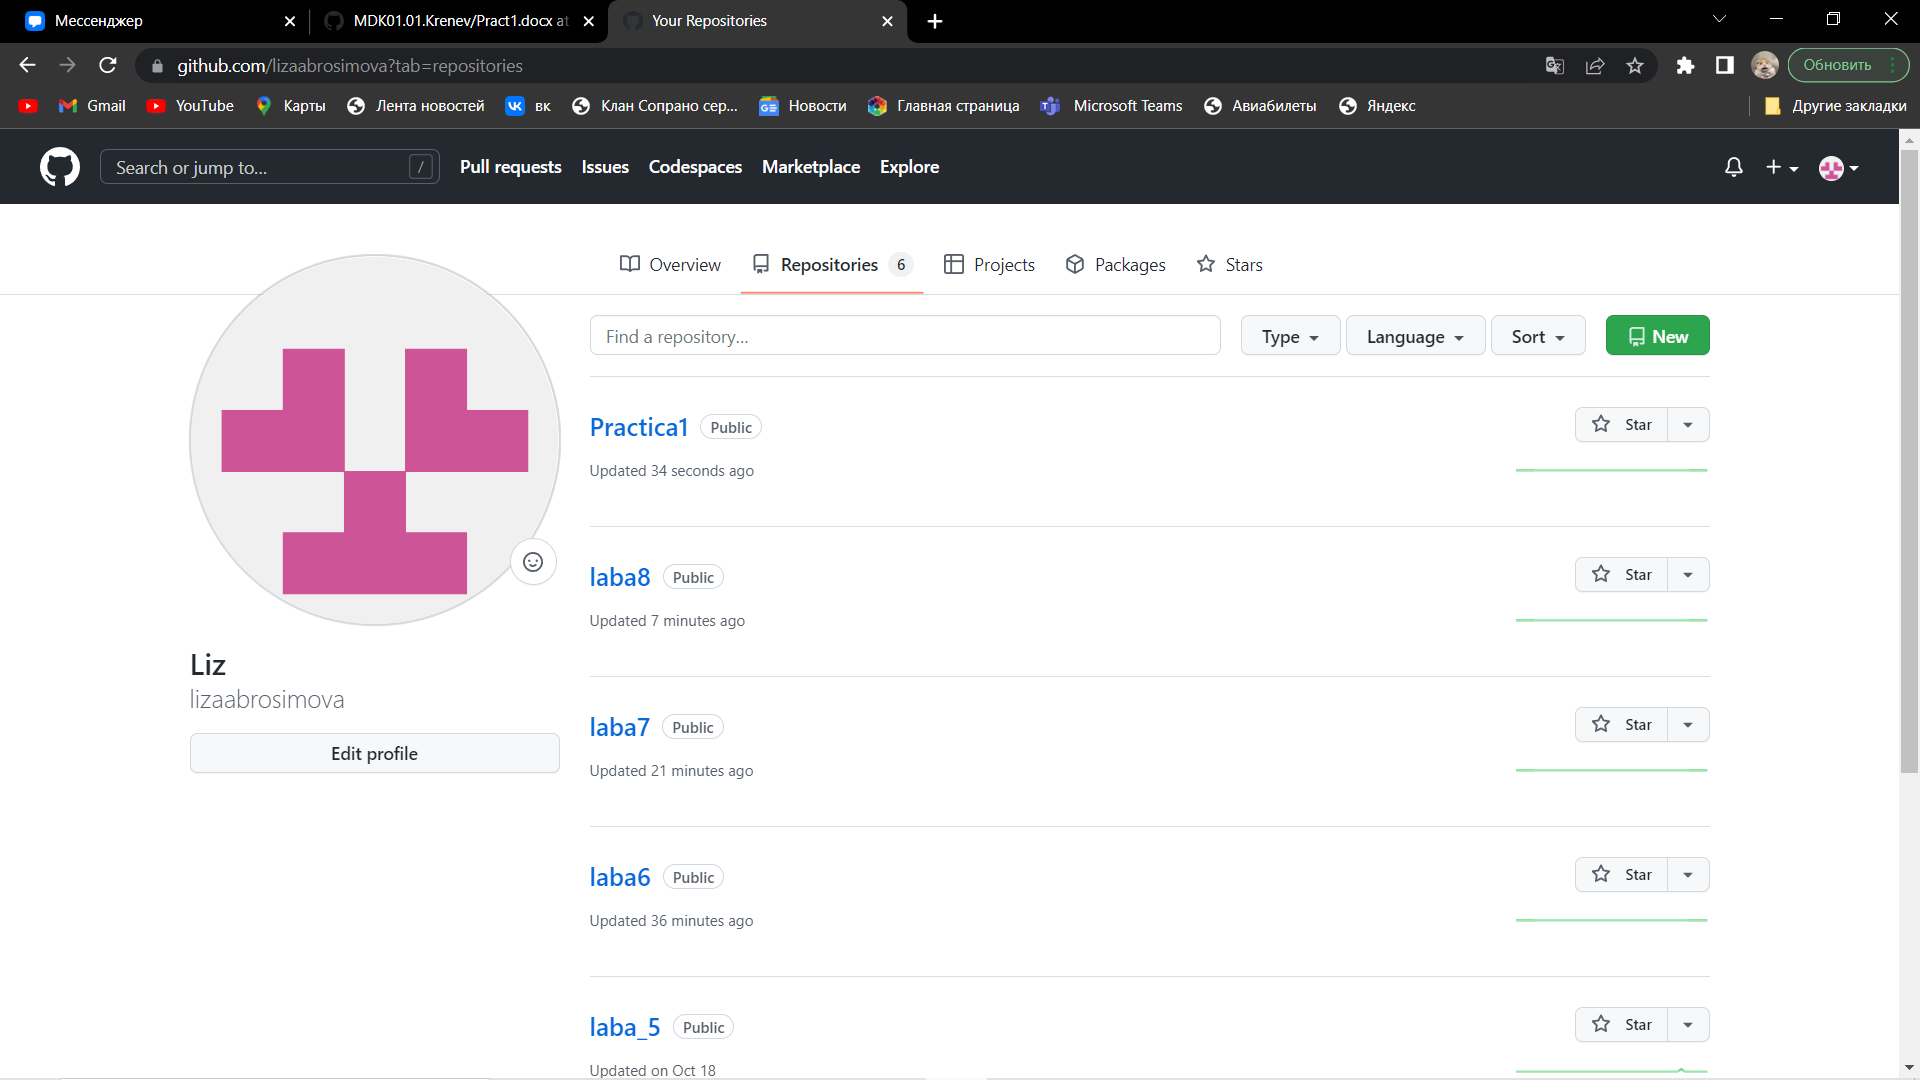 Мессенджер
MDK01.01.Krenev/Pract1.docx at
Your Repositories
github.com/lizaabrosimova?tab=repositories
Обновить
Gmail
YouTube
Карты
Лента новостей
вк
Клан Сопрано сер...
Новости
Главная страница
Microsoft Teams
Авиабилеты
Яндекс
Другие закладки
Search or jump to... /
Pull requests
Issues
Codespaces
Marketplace
Explore
Overview
Repositories 6
Projects
Packages
Stars
Find a repository...
Type
Language
Sort
New
Practica1 Public
Star
Updated 34 seconds ago
laba8 Public
Star
Updated 7 minutes ago
Liz
lizaabrosimova
Edit profile
laba7 Public
Star
Updated 21 minutes ago
laba6 Public
Star
Updated 36 minutes ago
laba_5 Public
Star
Updated on Oct 18